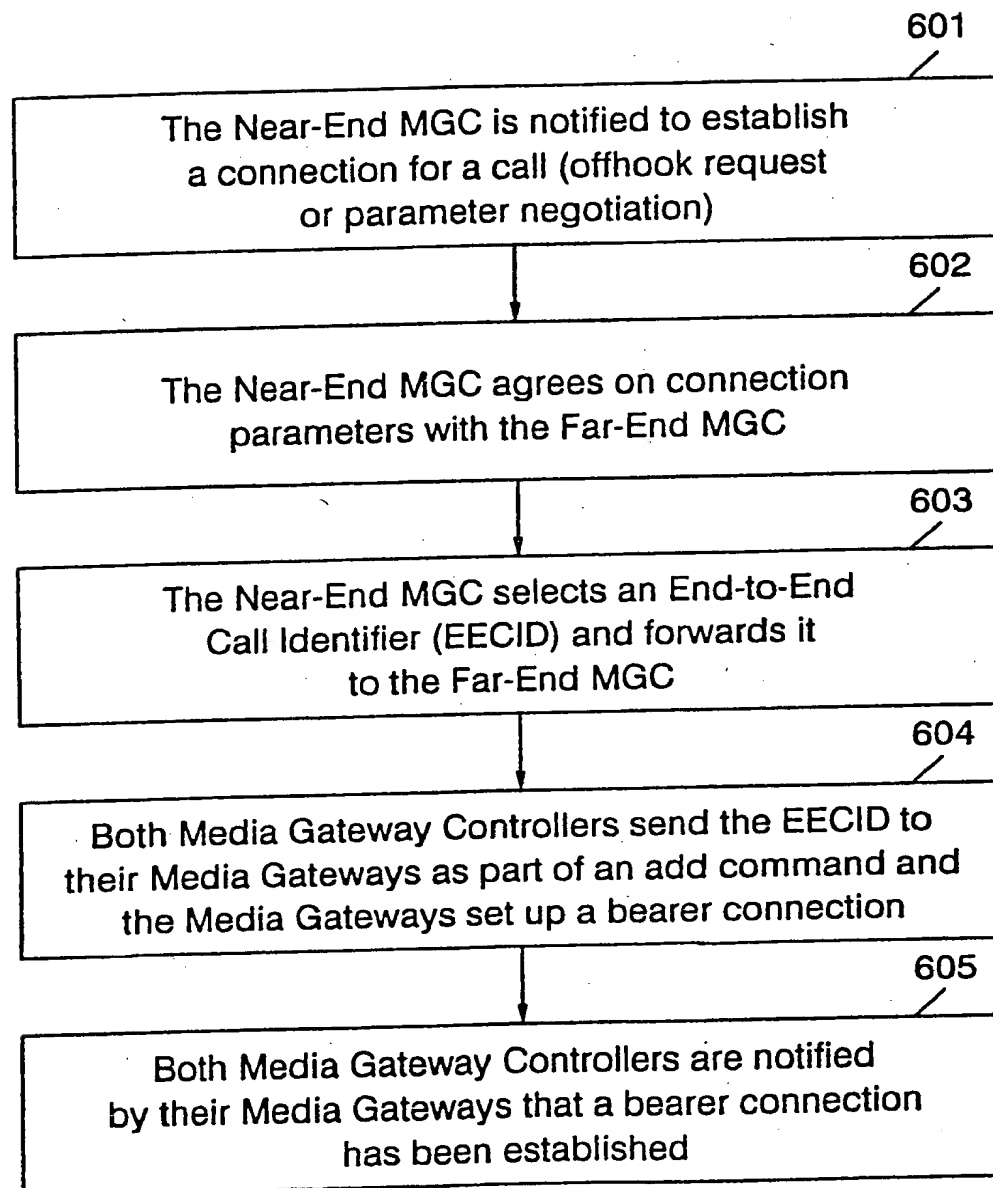 601
The Near-End MGC is notified to establish
a connection for a call (offhook request
or parameter negotiation)
602
The Near-End MGC agrees on connection
parameters with the Far-End MGC
603
The Near-End MGC selects an End-to-End
Call Identifier (EECID) and forwards it
to the Far-End MGC
604
Both Media Gateway Controllers send the EECID to
their Media Gateways as part of an add command and
the Media Gateways set up a bearer connection
605
Both Media Gateway Controllers are notified
by their Media Gateways that a bearer connection
has been established